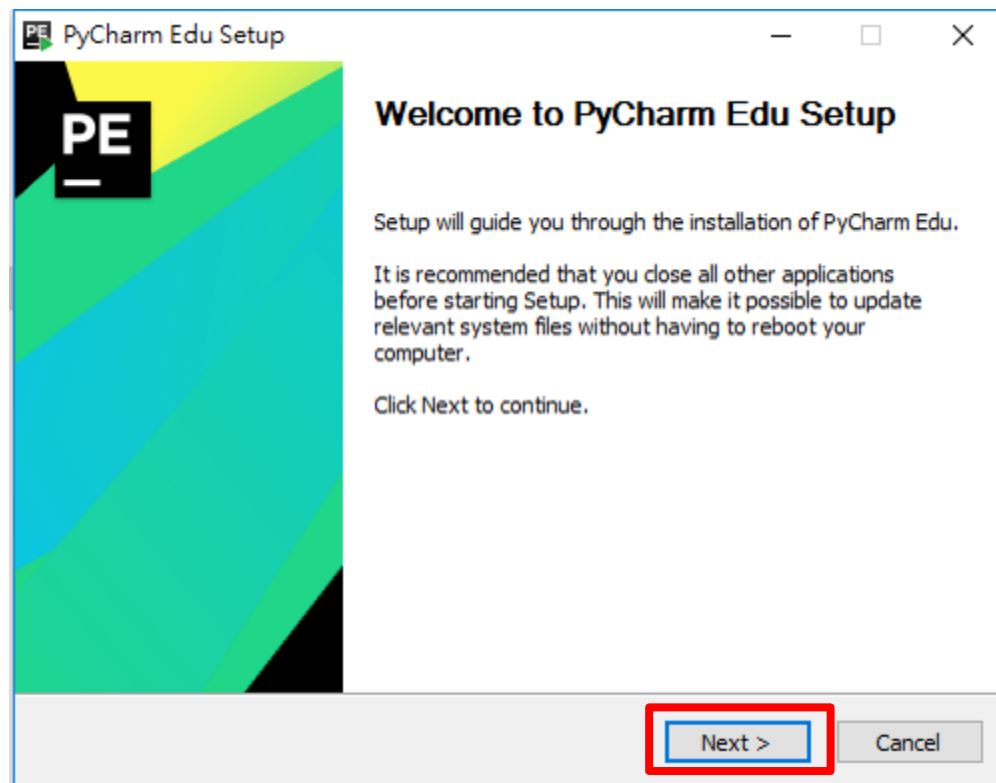 PyCharm Edu Setup
PE
Welcome to PyCharm Edu Setup
Setup will guide you through the installation of PyCharm Edu.
It is recommended that you close all other applications
before starting Setup. This will make it possible to update
relevant system files without having to reboot your
computer.
Click Next to continue.
Next >
Cancel